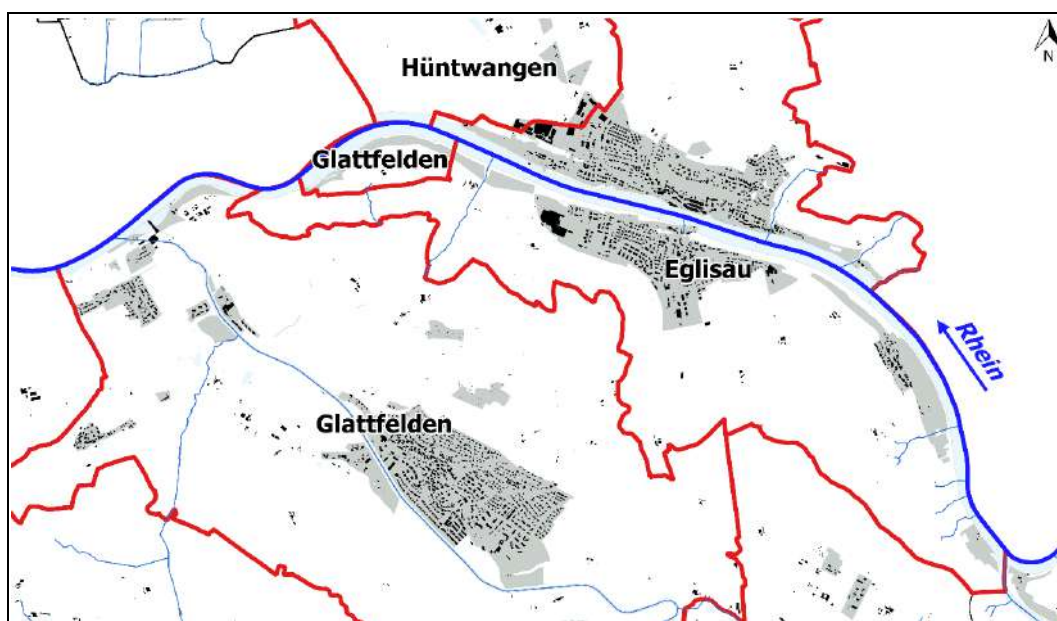 N
Hüntwangen
Glattfelden
Eglisau
Rhein
Glattfelden